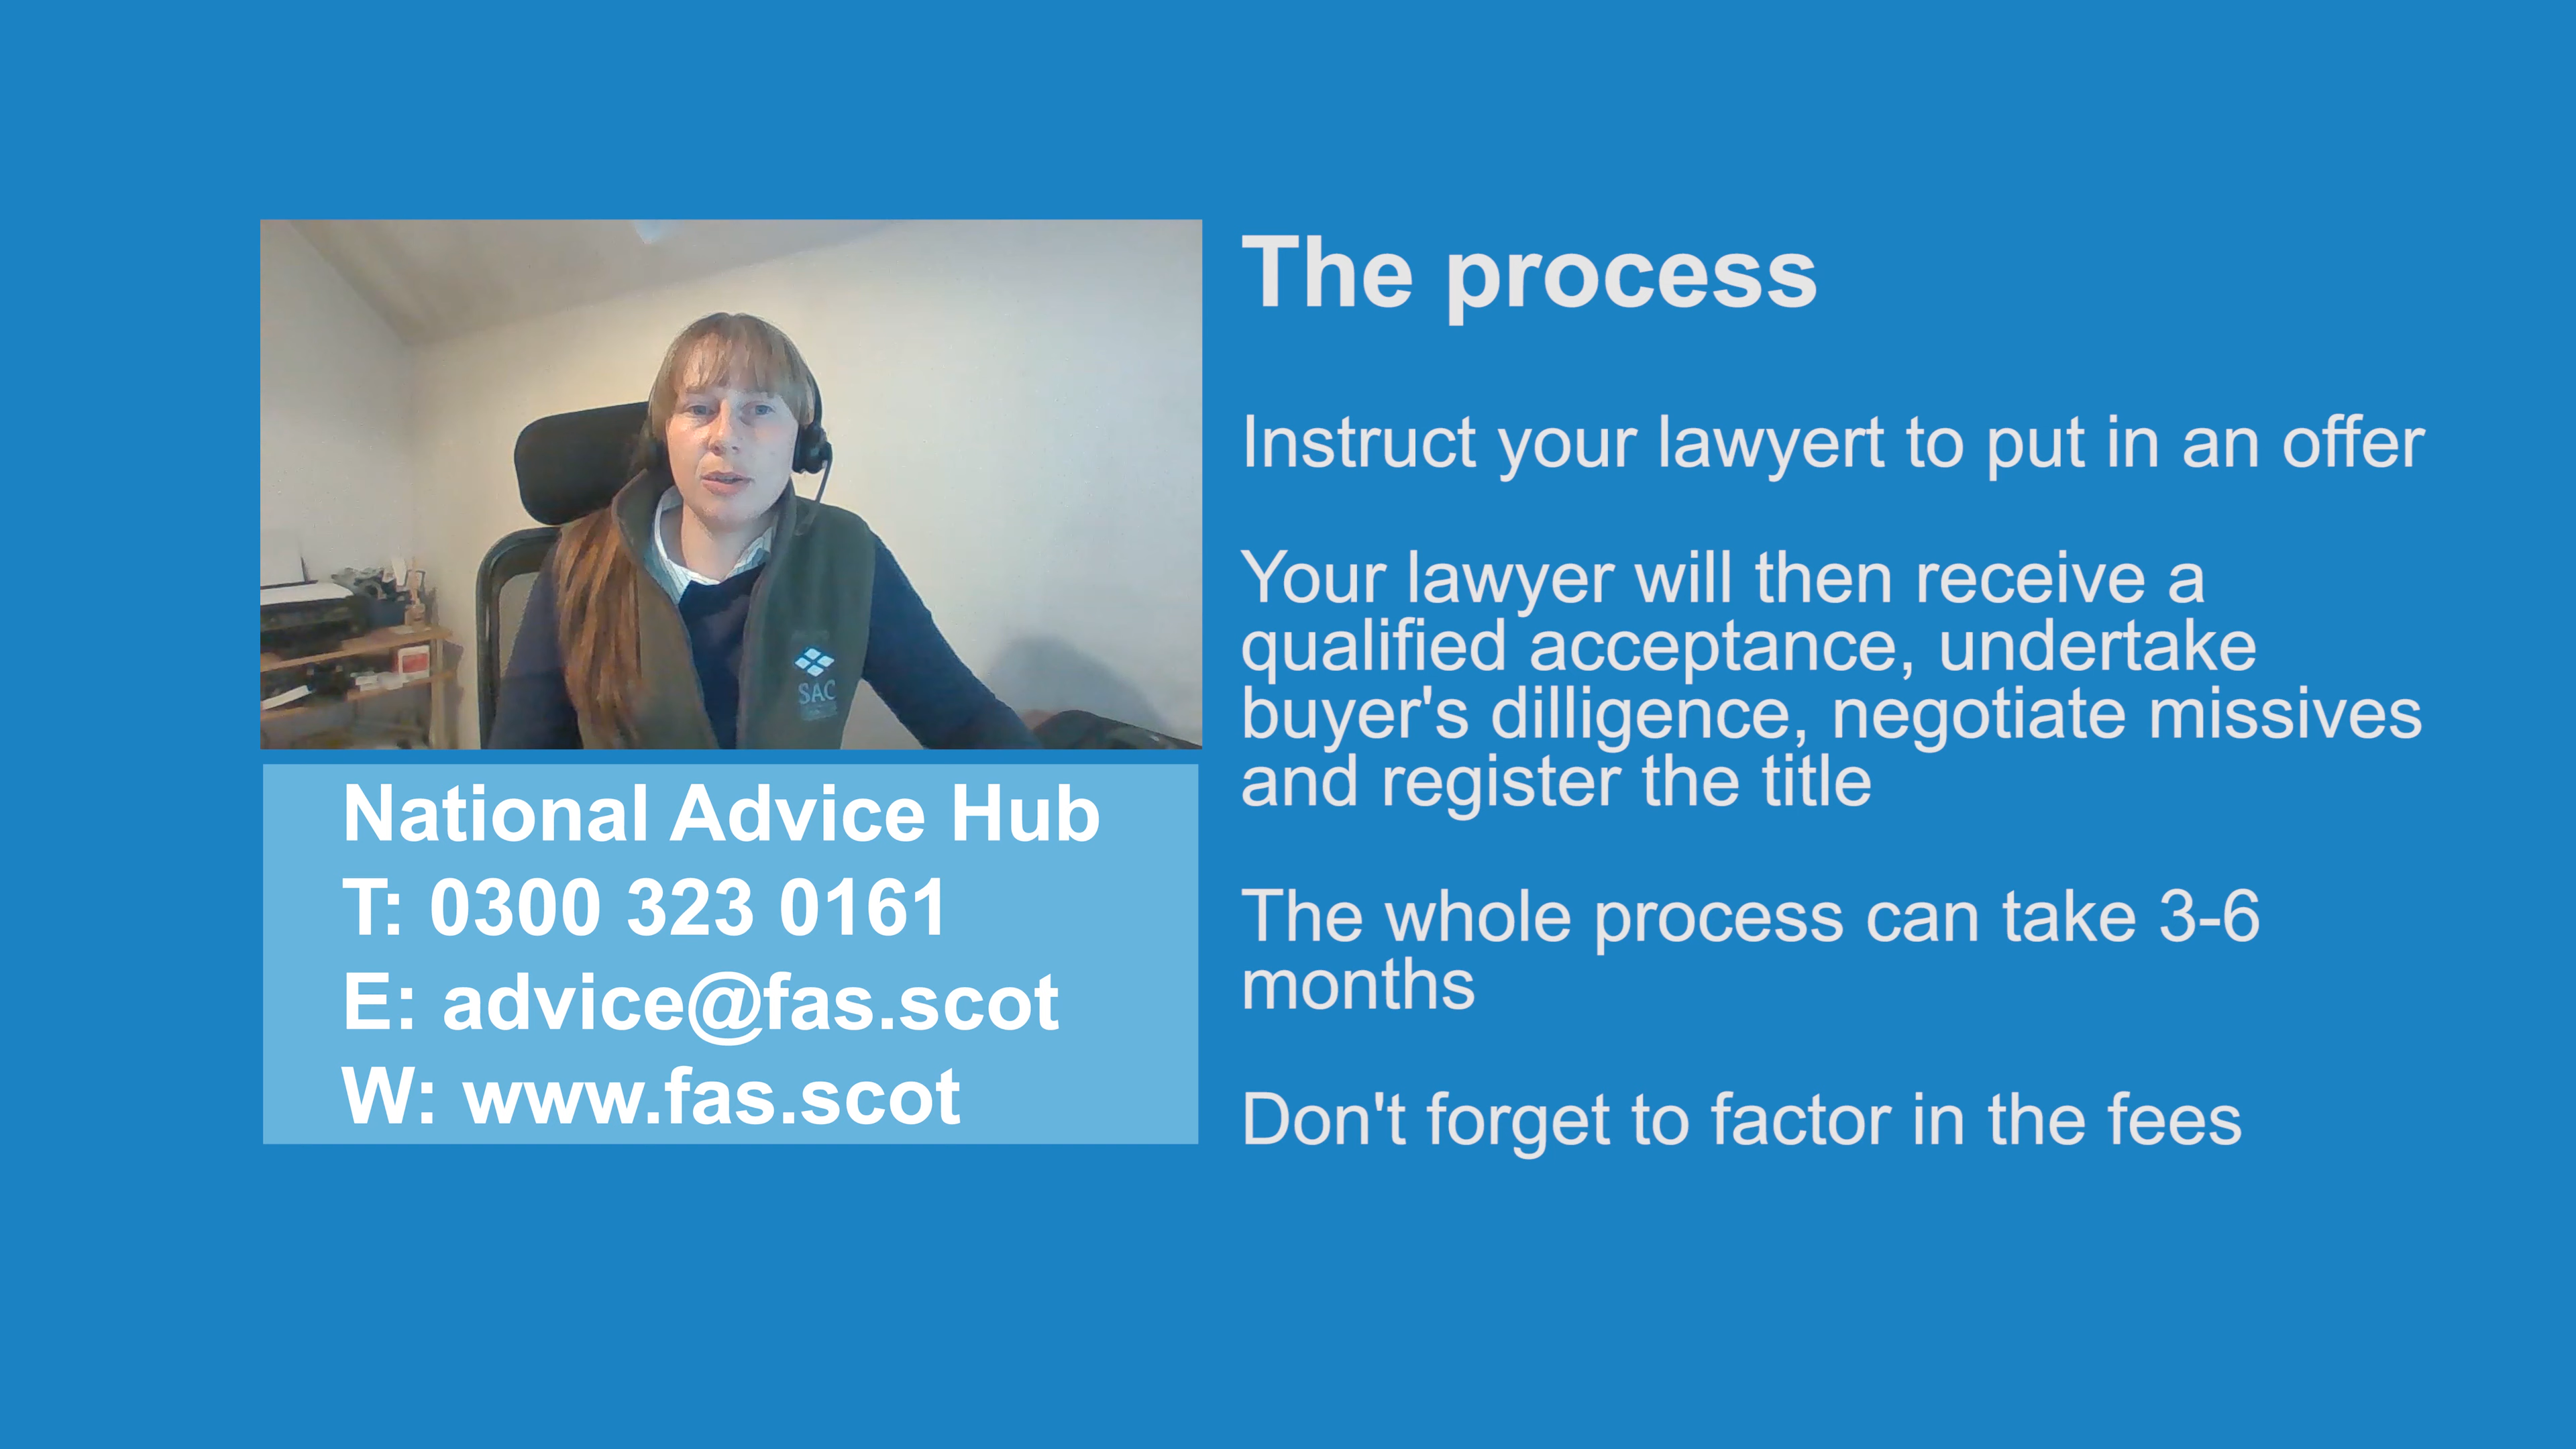 The process
Instruct your lawyert to put in an offer
Your lawyer will then receive a
qualified acceptance, undertake
buyer's dilligence, negotiate missives
and register the title
The whole process can take 3-6
months
Don't forget to factor in the fees
SAC
National Advice Hub
T: 0300 323 0161
E: advice@fas.scot
W: www.fas.scot